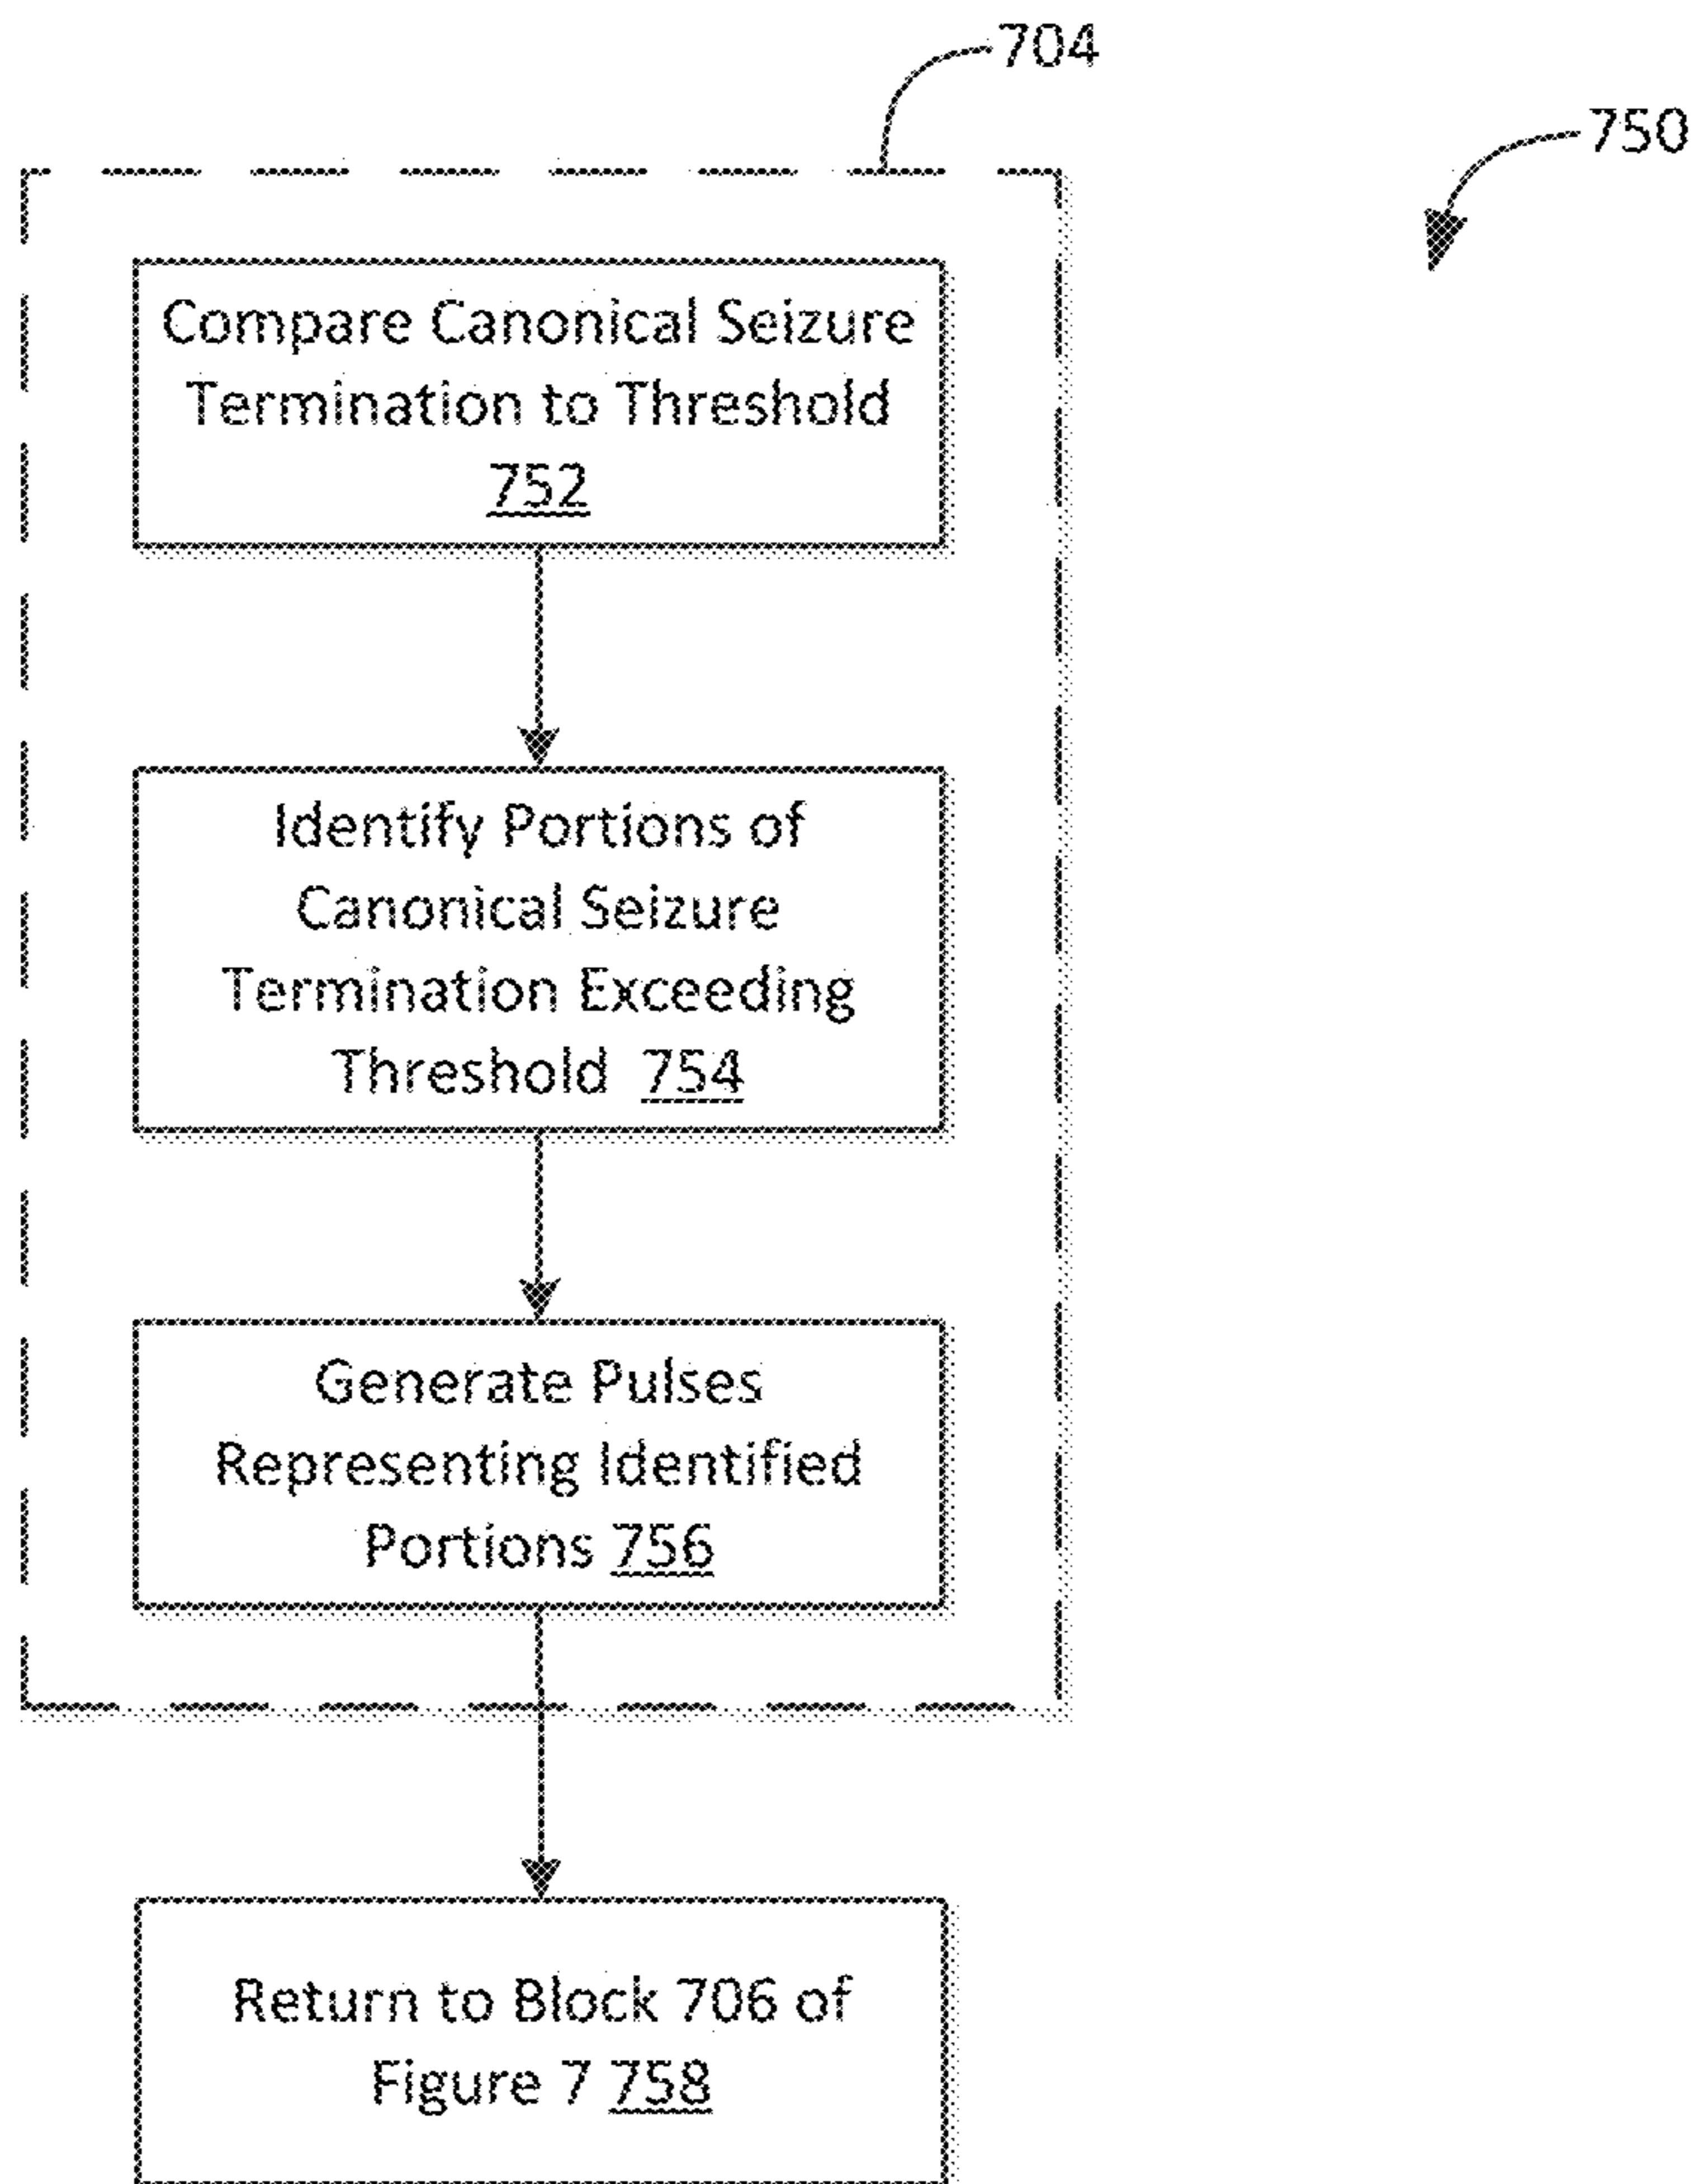 704
750
Compare Canonical Seizure
Termination to Threshold
752
Identify Portions of
Canonical Seizure
Termination Exceeding
Threshold 754
Generate Pulses
Representing Identified
Portions 756
Return to Block 706 of
Figure 7 758